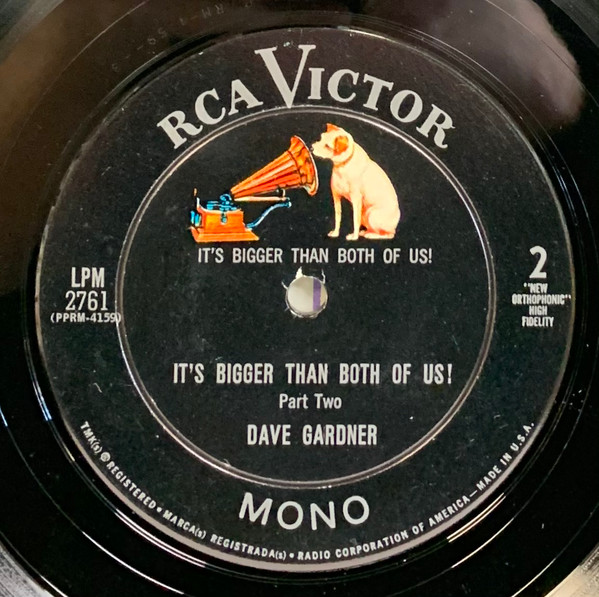 RCA VICTOR
IT'S BIGGER THAN BOTH OF US!
LPM
2761
(PPRM-4159)
2
"NEW
ORTHOPHONIC"
HIGH
FIDELITY
IT'S BIGGER THAN BOTH OF US!
Part Two
DAVE GARDNER
MONO
TMK(s) ® REGISTERED • MARCA(s) REGISTRADA(s) • RADIO CORPORATION OF AMERICA—MADE IN U.S.A.